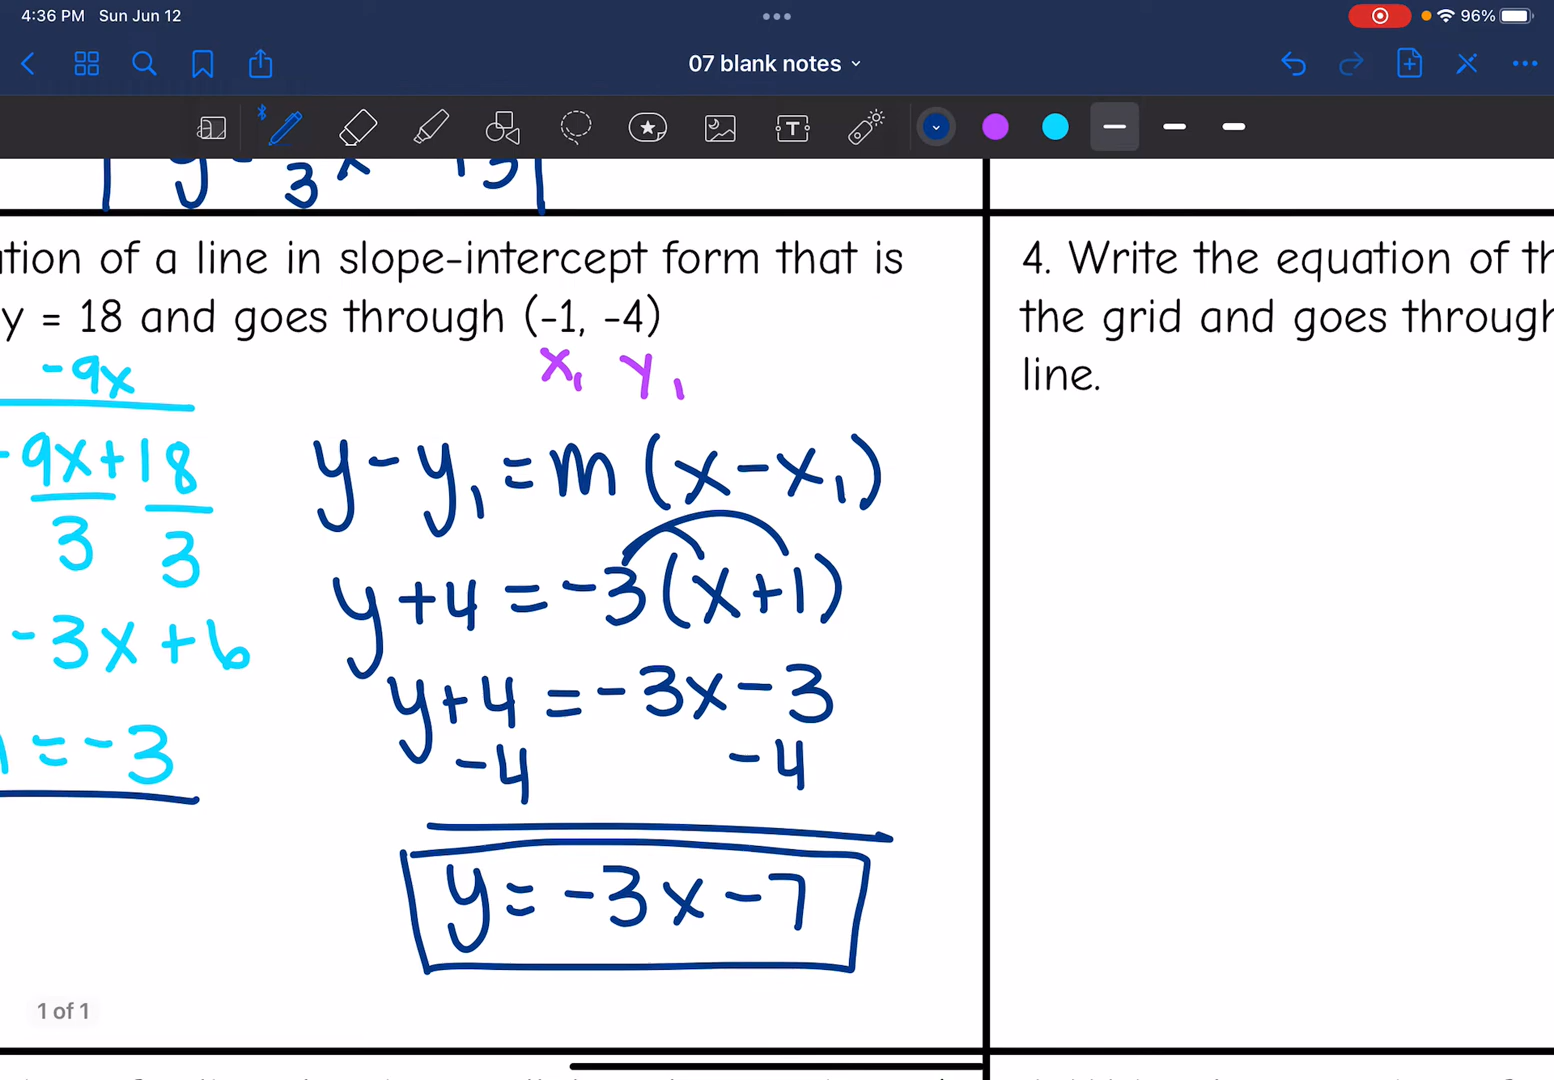 4:36 PM Sun Jun 12
96%
07 blank notes
T
3
ation of a line in slope-intercept form that is
y = 18 and goes through (-1, -4)
x₁ y₁
-9x
-9x+18
3 3
-3x+6
= -3
y-y₁ = m(x-x₁)
y+4 = -3(x+1)
y+4 = -3x-3
-4 -4
y = -3x-7
4. Write the equation of th
the grid and goes through
line.
1 of 1